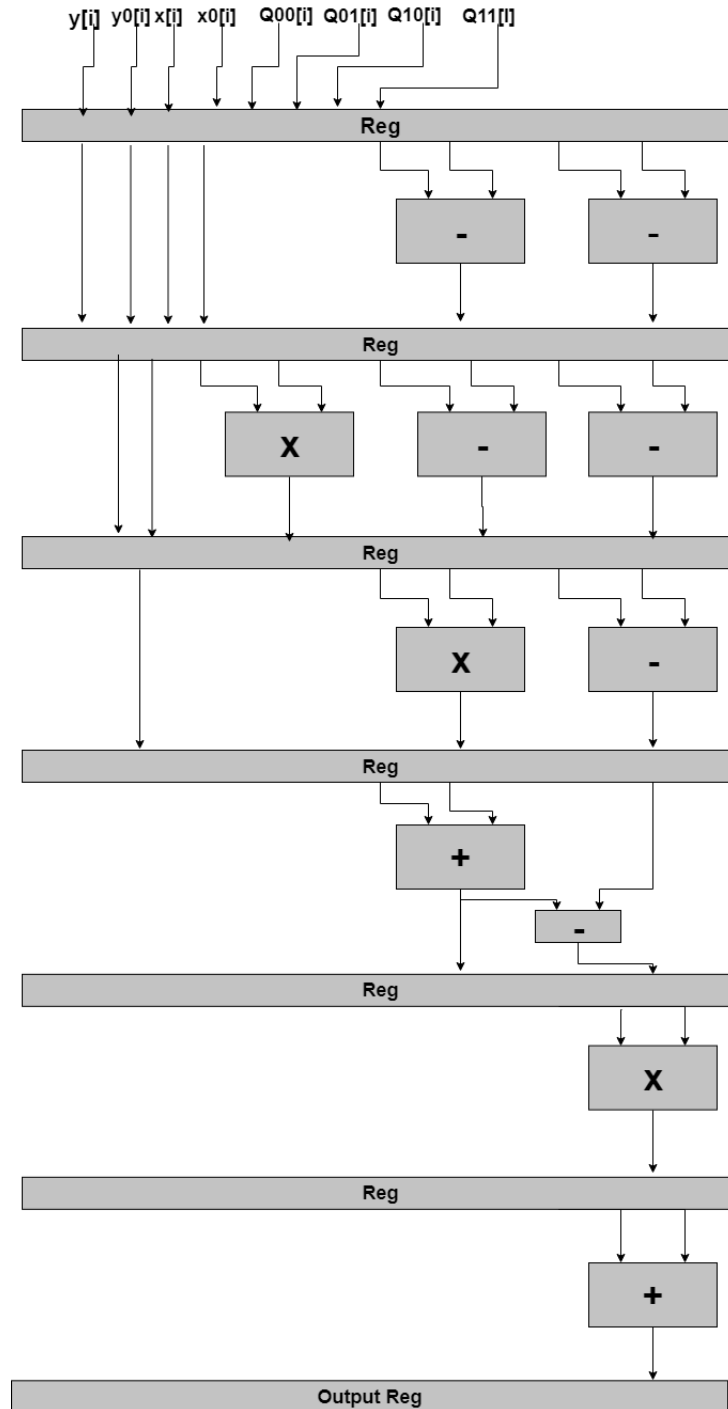 y[i] y0[i] x[i] x0[i] Q00[i] Q01[i] Q10[i] Q11[I]
Reg
- -
Reg
X - -
Reg
X -
Reg
+
-
Reg
X
Reg
+
Output Reg